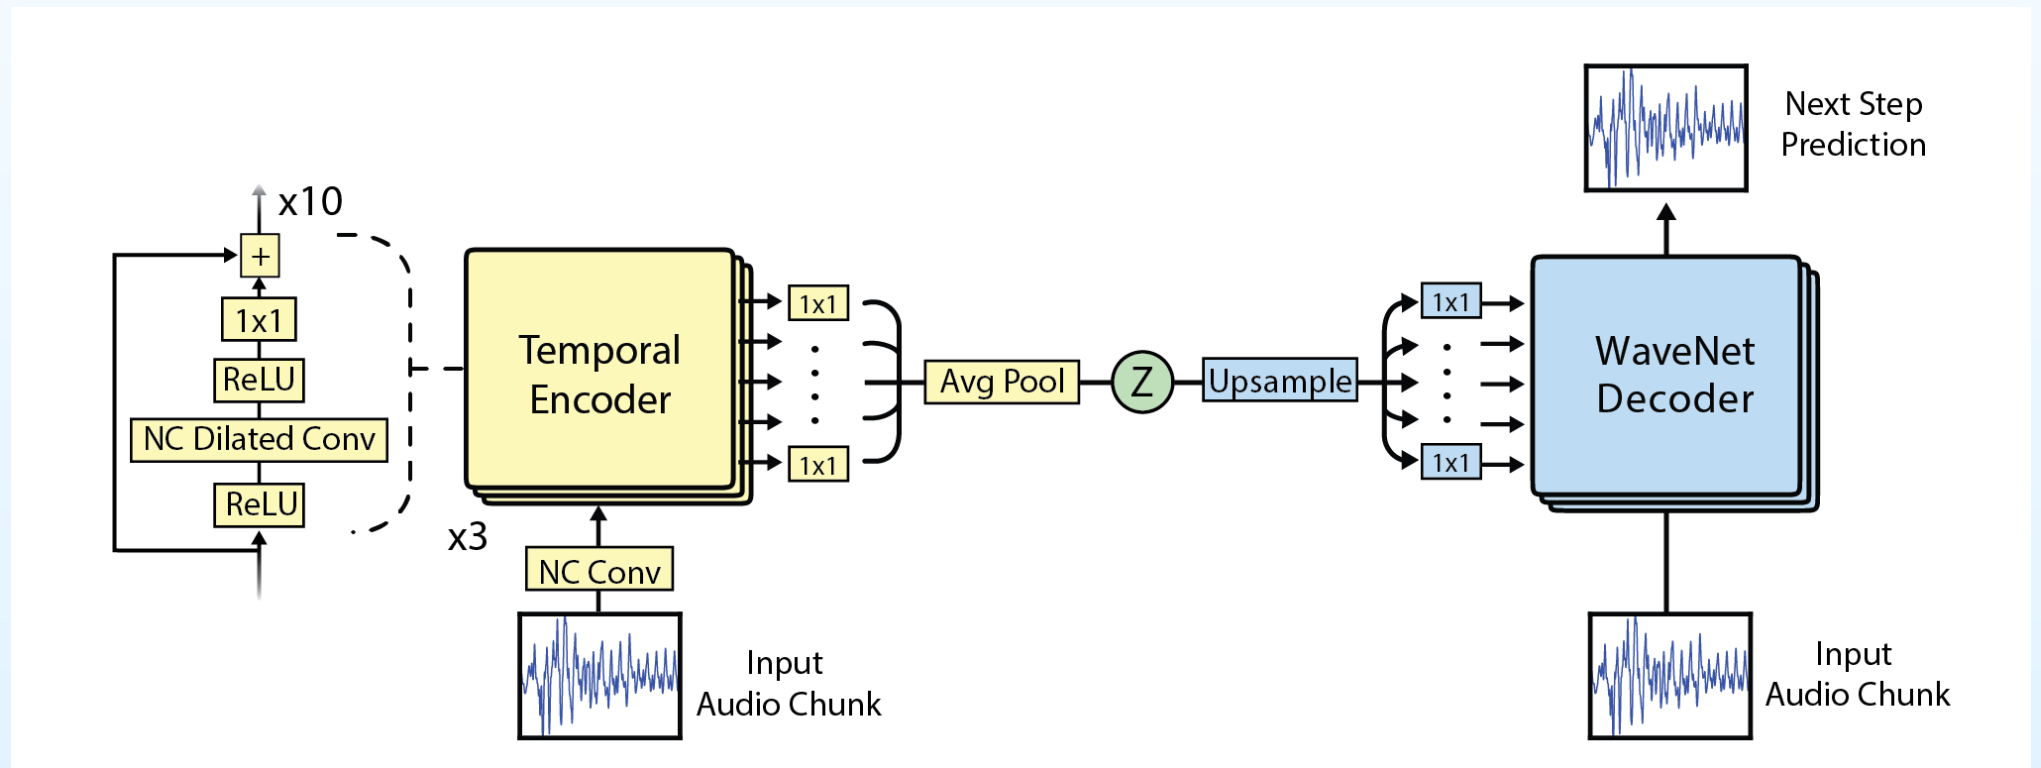 x10
+
1x1
ReLU
NC Dilated Conv
ReLU
Temporal
Encoder
x3
NC Conv
Input
Audio Chunk
1x1
1x1
Avg Pool
Z
Upsample
1x1
1x1
WaveNet
Decoder
Next Step
Prediction
Input
Audio Chunk